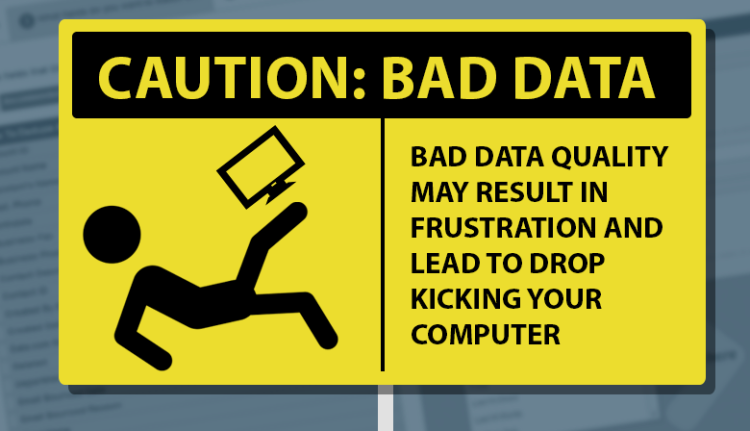 CAUTION: BAD DATA
BAD DATA QUALITY
MAY RESULT IN
FRUSTRATION AND
LEAD TO DROP
KICKING YOUR
COMPUTER